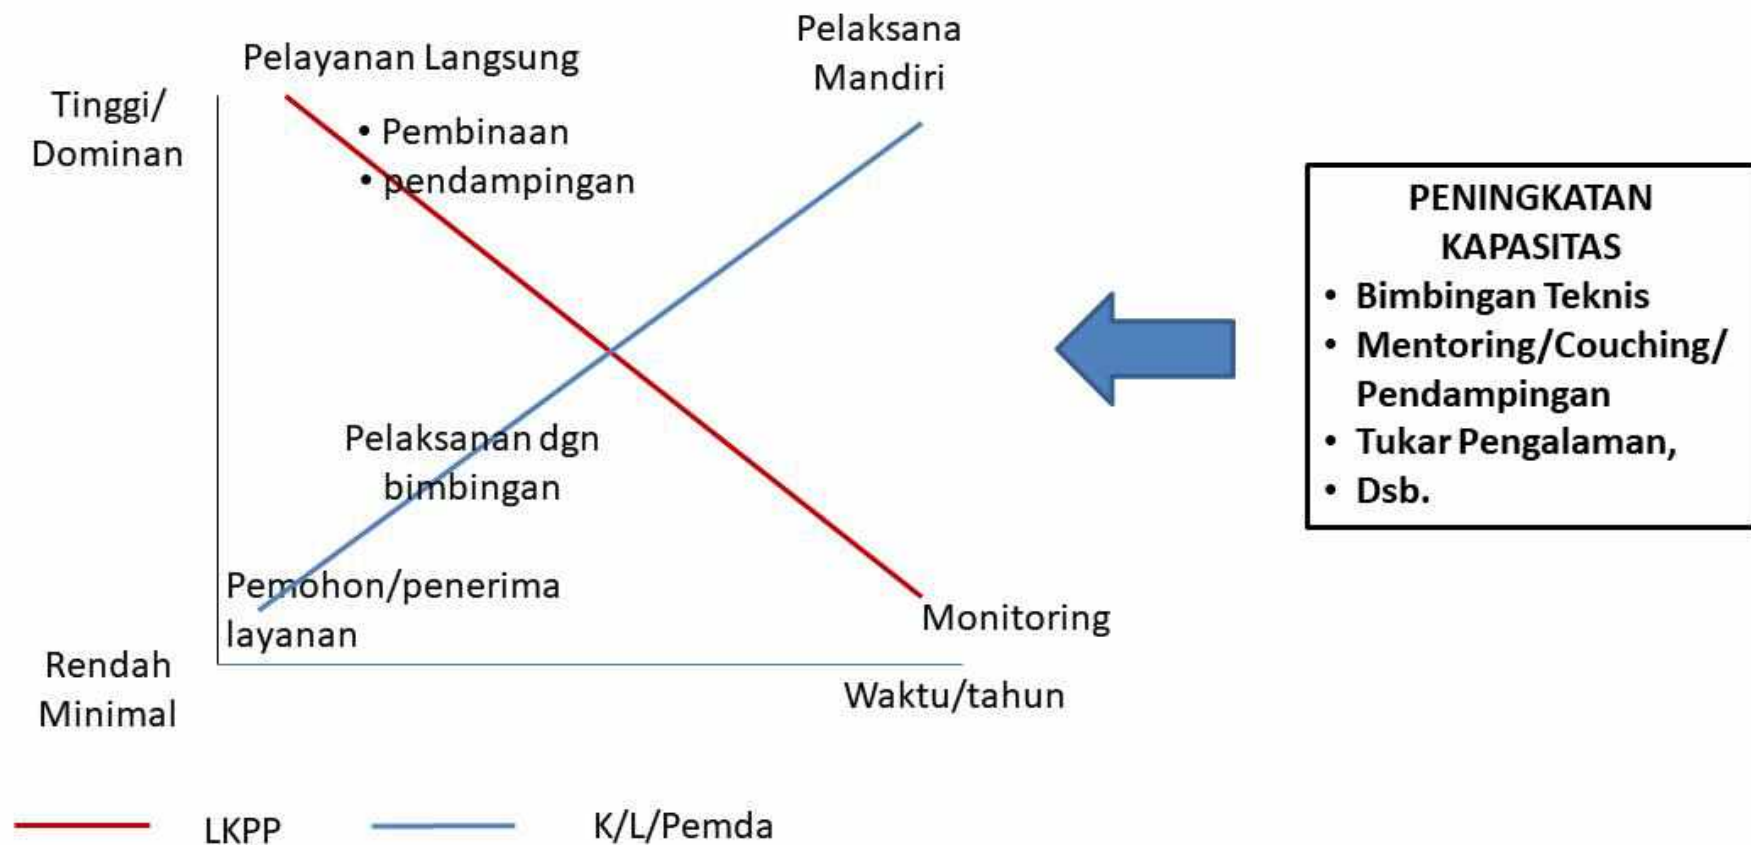 Pelayanan Langsung
Pelaksana
Mandiri
Tinggi/
Dominan
• Pembinaan
• pendampingan
Pelaksanan dgn
bimbingan
Pemohon/penerima
layanan
Monitoring
Rendah
Minimal
Waktu/tahun
LKPP
K/L/Pemda
PENINGKATAN
KAPASITAS
• Bimbingan Teknis
• Mentoring/Couching/
Pendampingan
• Tukar Pengalaman,
• Dsb.